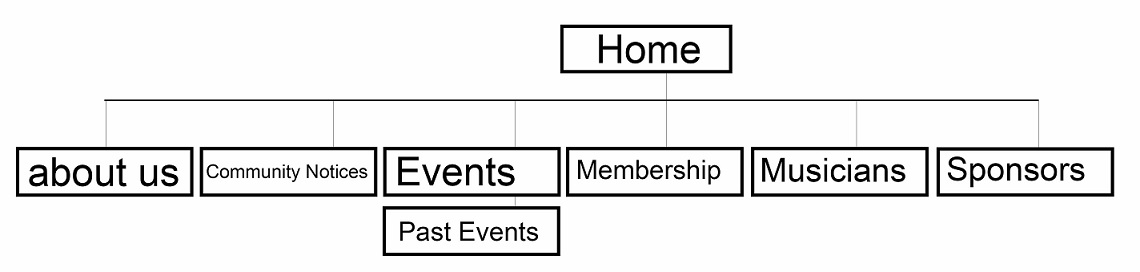 Home
about us
Community Notices
Events
Membership
Musicians
Sponsors
Past Events